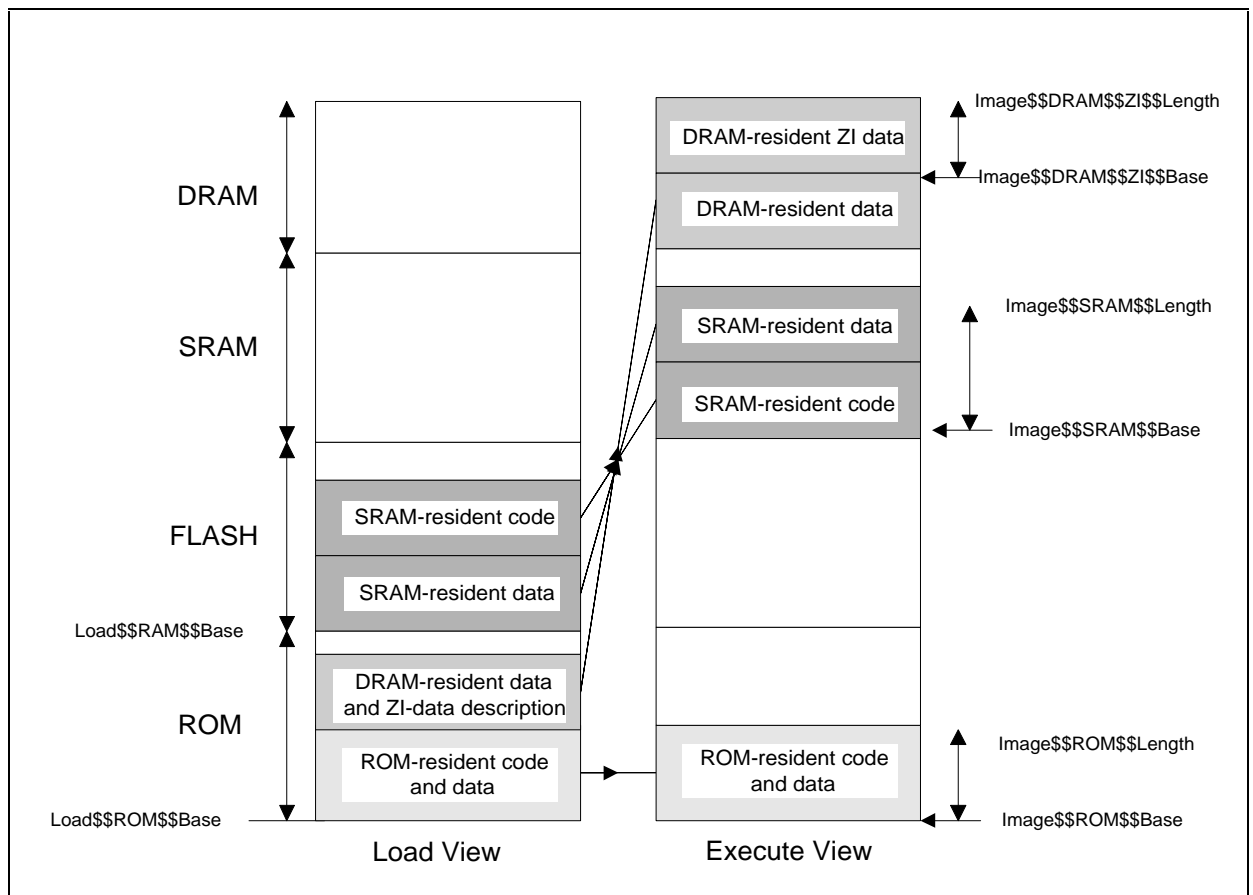 DRAM
SRAM
FLASH
Load$$RAM$$Base
ROM
Load$$ROM$$Base
SRAM-resident code
SRAM-resident data
DRAM-resident data
and ZI-data description
ROM-resident code
and data
Load View
DRAM-resident ZI data
DRAM-resident data
SRAM-resident data
SRAM-resident code
ROM-resident code
and data
Execute View
Image$$DRAM$$ZI$$Length
Image$$DRAM$$ZI$$Base
Image$$SRAM$$Length
Image$$SRAM$$Base
Image$$ROM$$Length
Image$$ROM$$Base